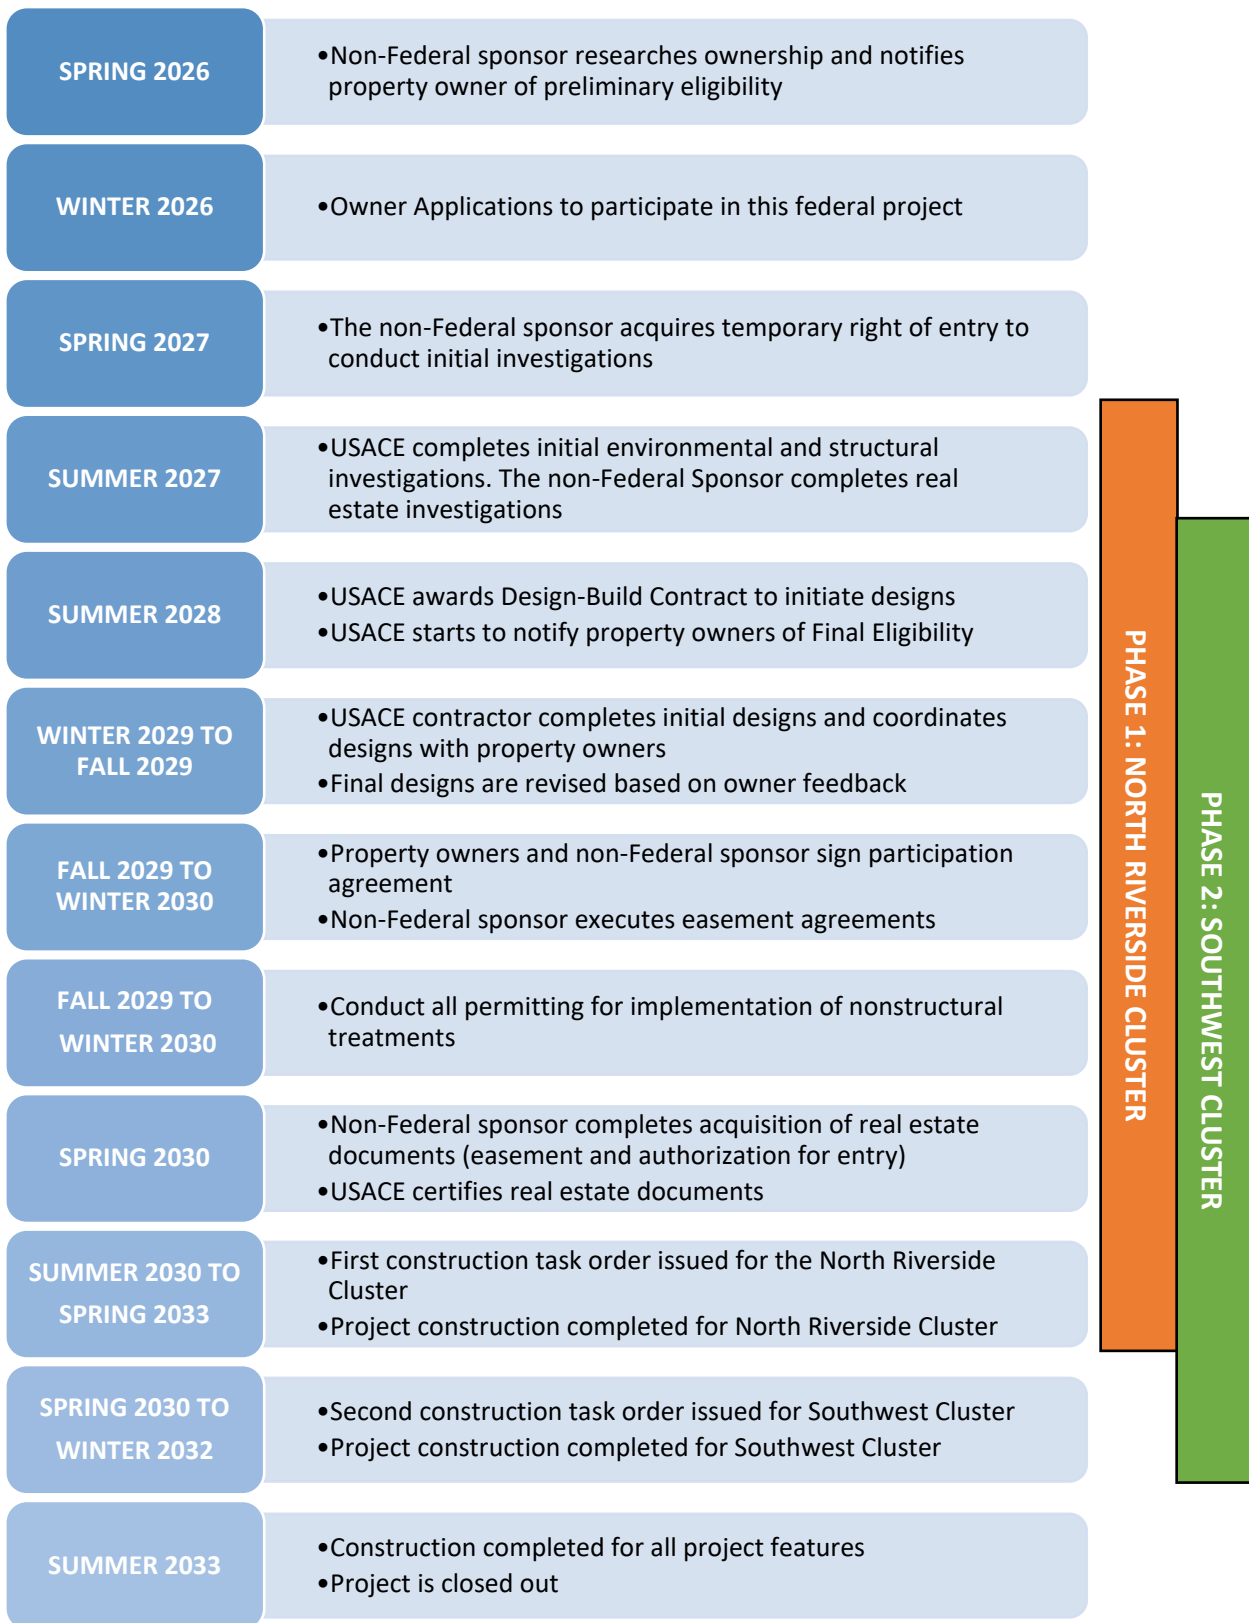 SPRING 2026
•Non-Federal sponsor researches ownership and notifies
property owner of preliminary eligibility
WINTER 2026
•Owner Applications to participate in this federal project
SPRING 2027
•The non-Federal sponsor acquires temporary right of entry to
conduct initial investigations
SUMMER 2027
•USACE completes initial environmental and structural
investigations. The non-Federal Sponsor completes real
estate investigations
SUMMER 2028
•USACE awards Design-Build Contract to initiate designs
•USACE starts to notify property owners of Final Eligibility
WINTER 2029 TO
FALL 2029
•USACE contractor completes initial designs and coordinates
designs with property owners
•Final designs are revised based on owner feedback
FALL 2029 TO
WINTER 2030
•Property owners and non-Federal sponsor sign participation
agreement
•Non-Federal sponsor executes easement agreements
FALL 2029 TO
WINTER 2030
•Conduct all permitting for implementation of nonstructural
treatments
SPRING 2030
•Non-Federal sponsor completes acquisition of real estate
documents (easement and authorization for entry)
•USACE certifies real estate documents
SUMMER 2030 TO
SPRING 2033
•First construction task order issued for the North Riverside
Cluster
•Project construction completed for North Riverside Cluster
SPRING 2030 TO
WINTER 2032
•Second construction task order issued for Southwest Cluster
•Project construction completed for Southwest Cluster
SUMMER 2033
•Construction completed for all project features
•Project is closed out
PHASE 1: NORTH RIVERSIDE CLUSTER
PHASE 2: SOUTHWEST CLUSTER